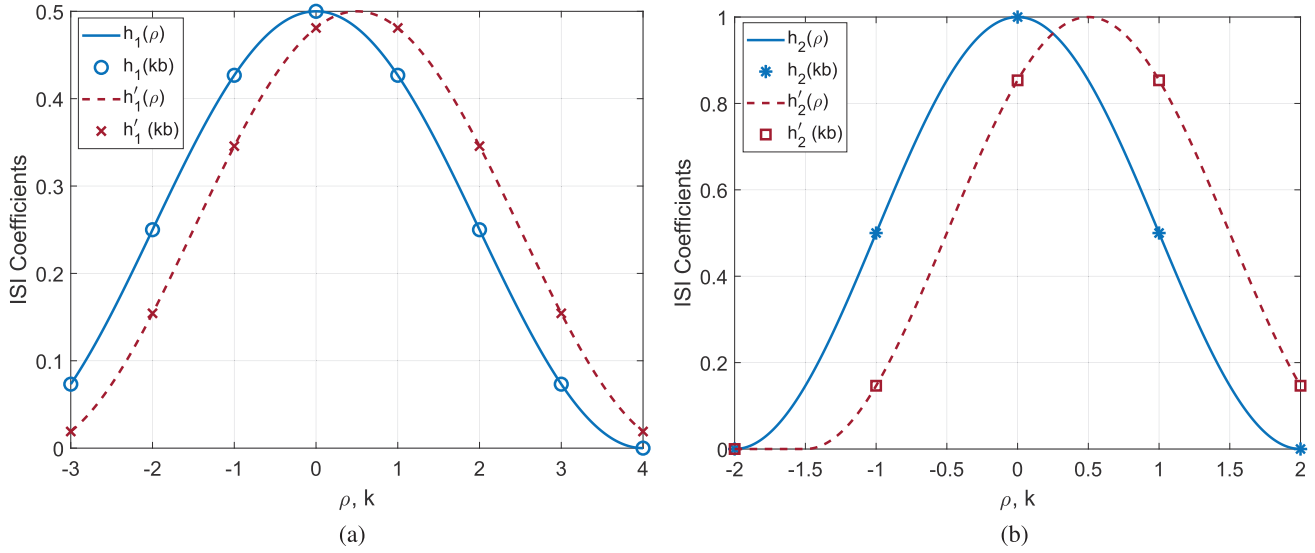 0.5
0.4
0.3
0.2
0.1
0
ISI Coefficients
h₁(ρ)
h₁(kb)
h′₁(ρ)
h′₁ (kb)
-3 -2 -1 0 1 2 3 4
ρ, k
(a)
1
0.8
0.6
0.4
0.2
0
ISI Coefficients
h₂(ρ)
h₂(kb)
h′₂(ρ)
h′₂ (kb)
-2 -1.5 -1 -0.5 0 0.5 1 1.5 2
ρ, k
(b)